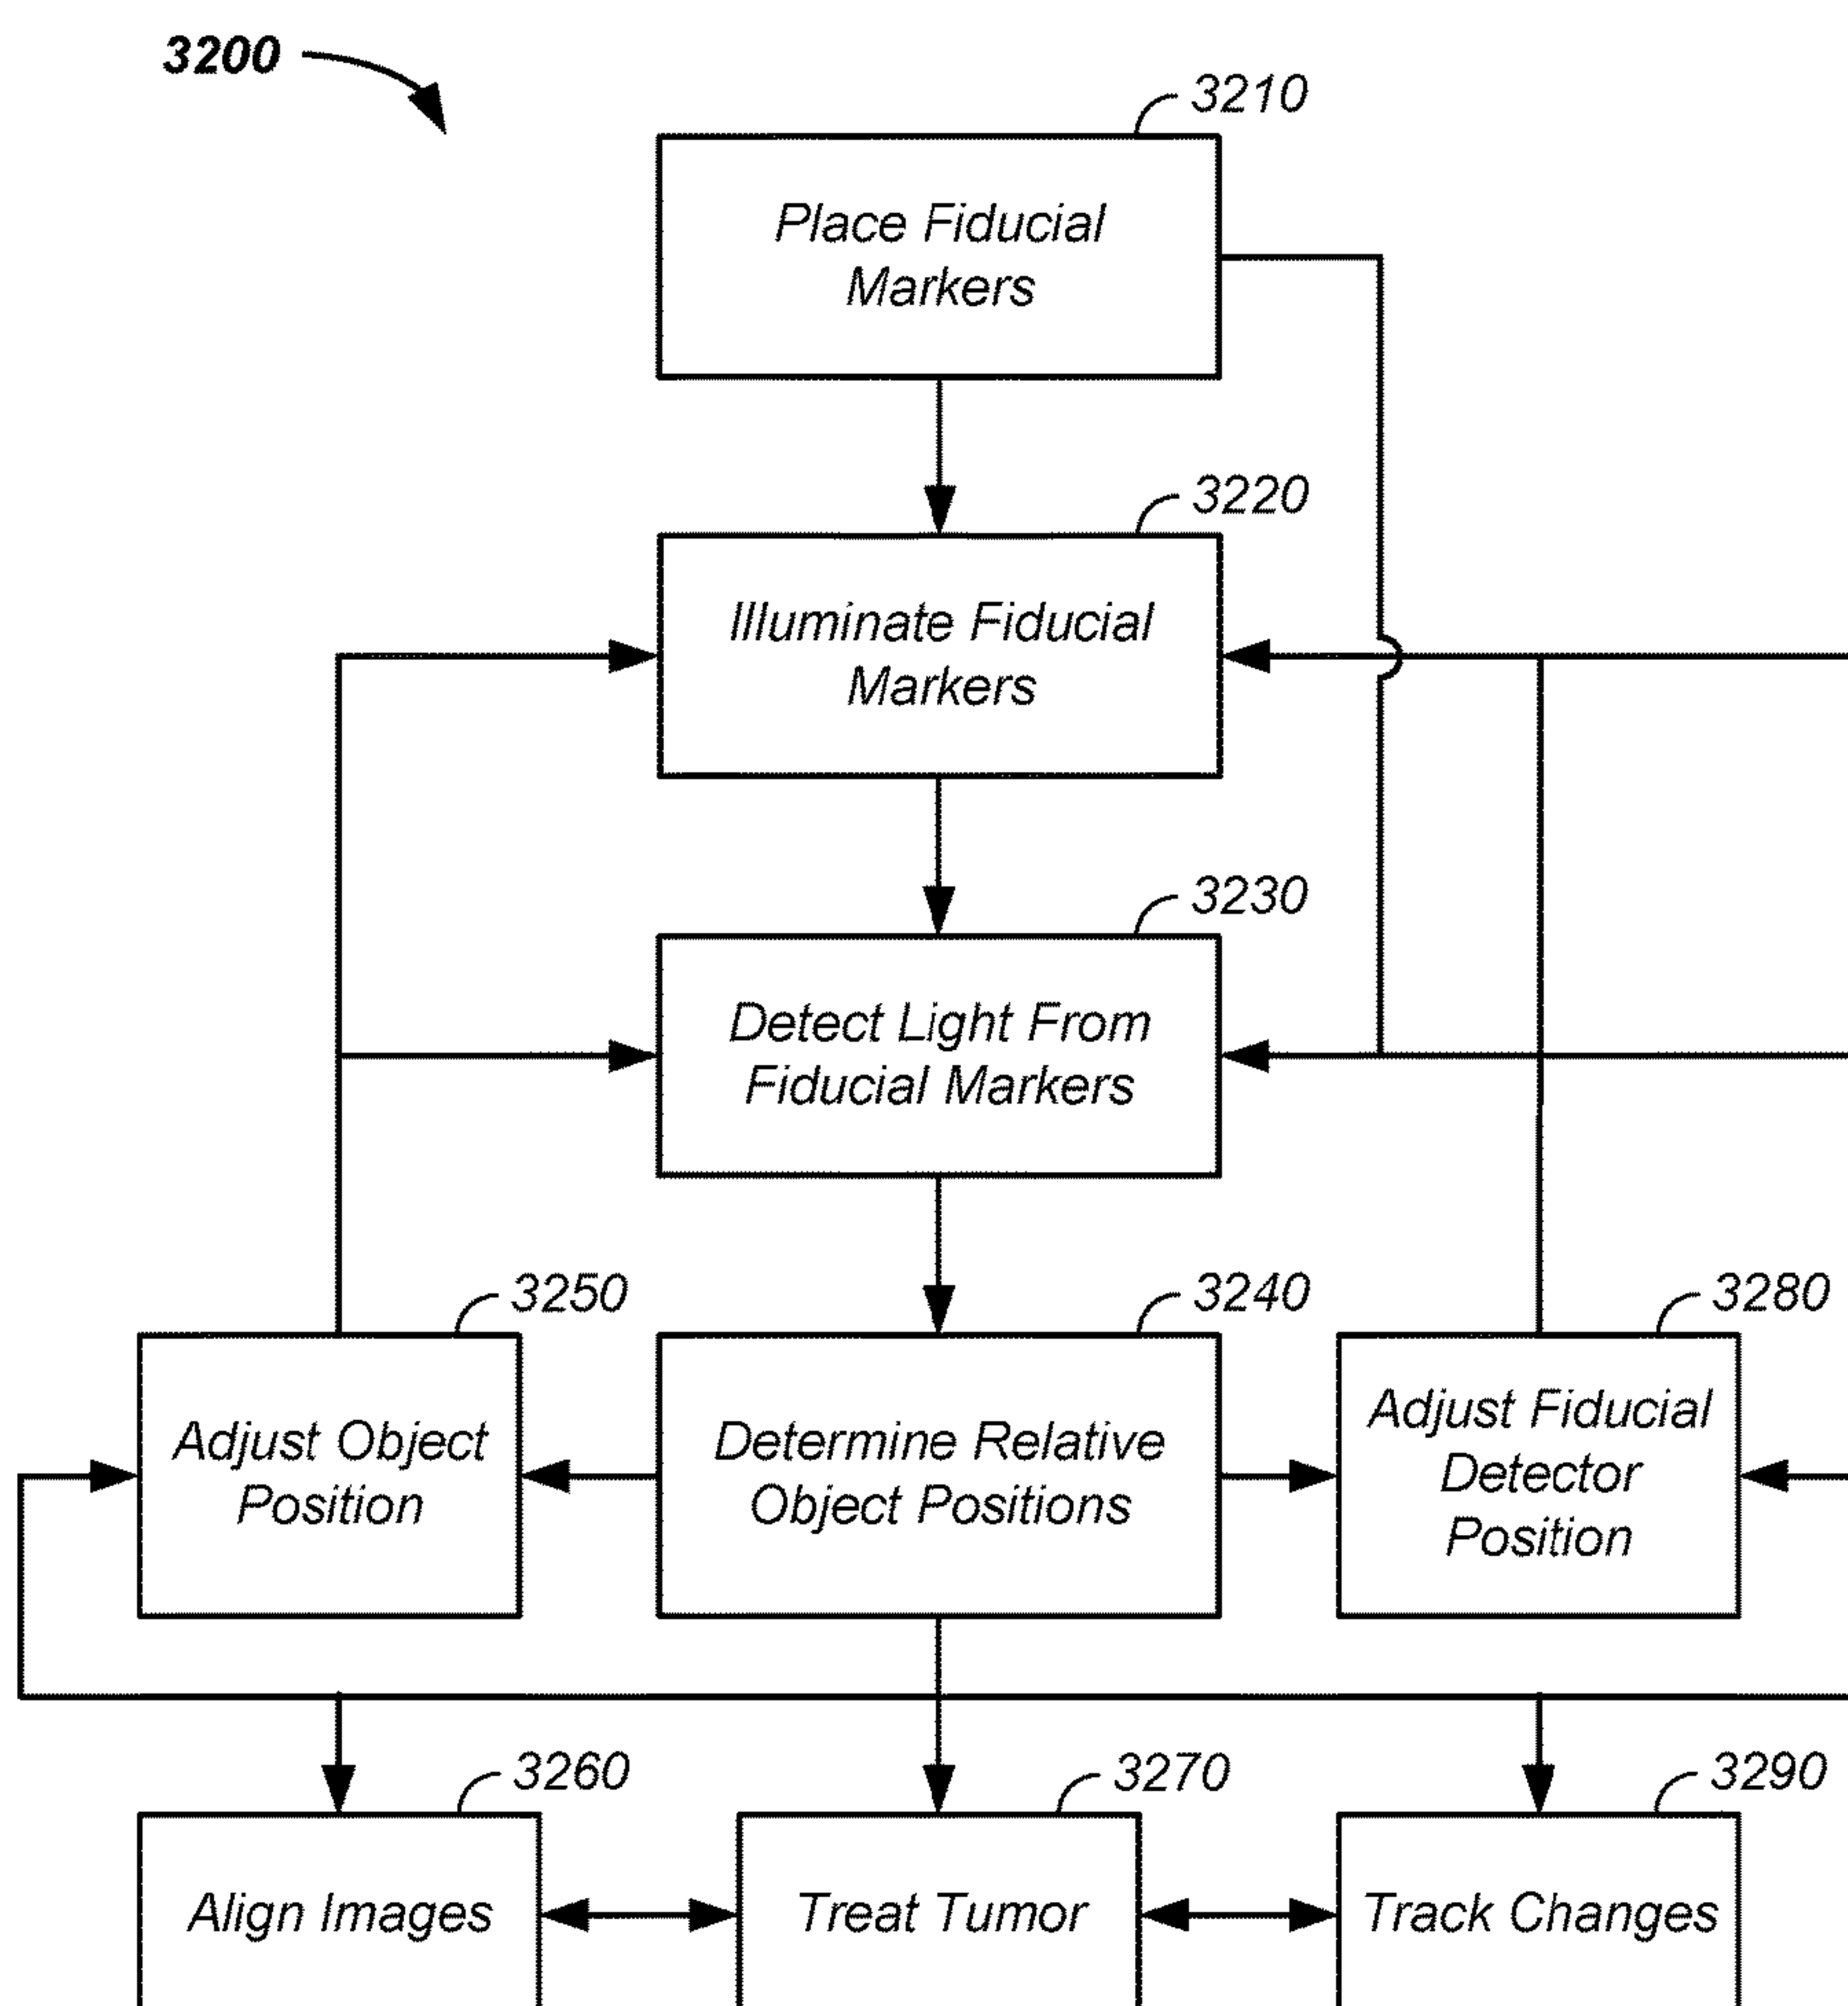 3200
3210
Place Fiducial
Markers
3220
Illuminate Fiducial
Markers
3230
Detect Light From
Fiducial Markers
3250
Adjust Object
Position
3240
Determine Relative
Object Positions
3280
Adjust Fiducial
Detector
Position
3260
Align Images
3270
Treat Tumor
3290
Track Changes